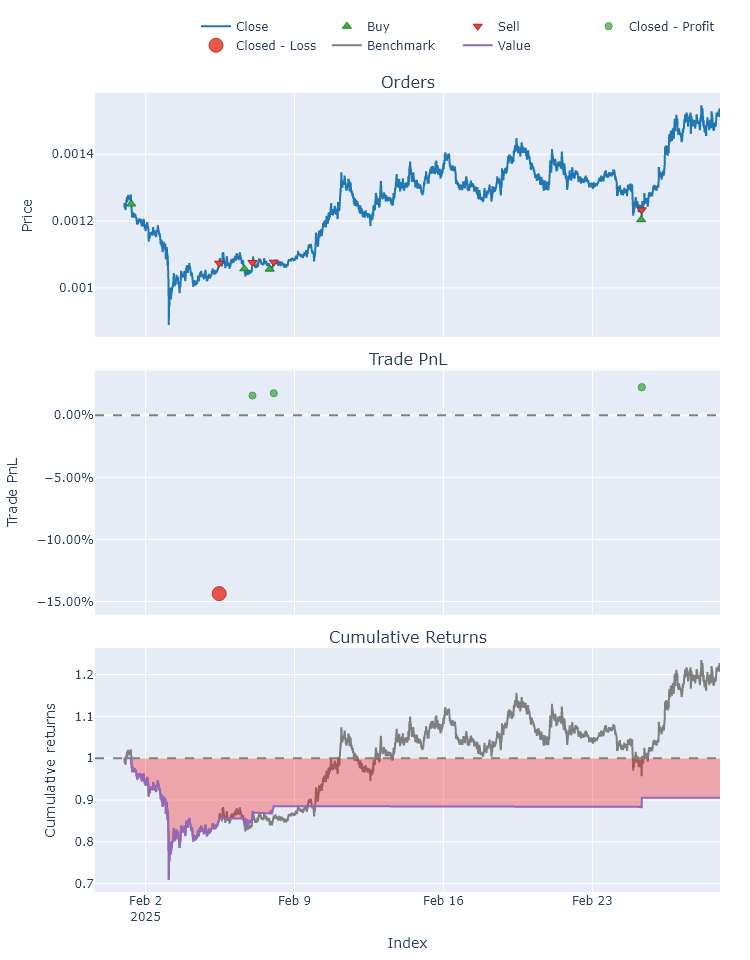 Close Buy Sell Closed - Profit
Closed - Loss Benchmark Value
Orders
0.0014
0.0012
0.001
Price
Trade PnL
0.00%
−5.00%
−10.00%
−15.00%
Trade PnL
Cumulative Returns
1.2
1.1
1
0.9
0.8
0.7
Cumulative returns
Feb 2 Feb 9 Feb 16 Feb 23
2025
Index